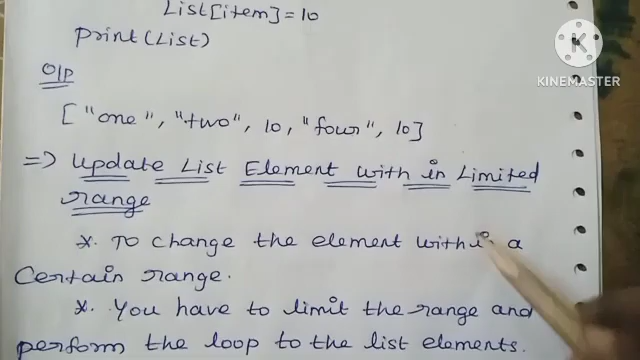 List[item] = 10
Print(List)
O/P
["one", "two", 10, "four", 10]
=> Update List Element with in Limited
range
*. To change the element within a
Certain range.
*. You have to limit the range and
perform the loop to the list elements.
KINEMASTER